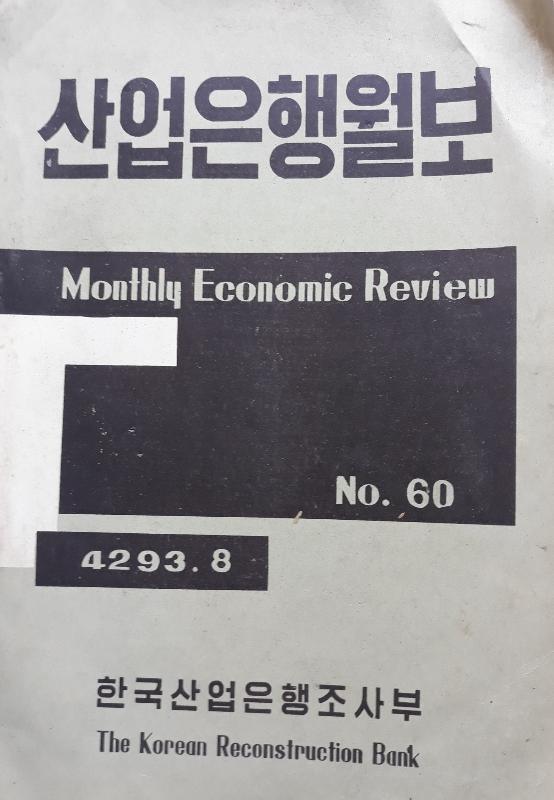 산업은행월보
Monthly Economic Review
No. 60
4293. 8
한국산업은행조사부
The Korean Reconstruction Bank